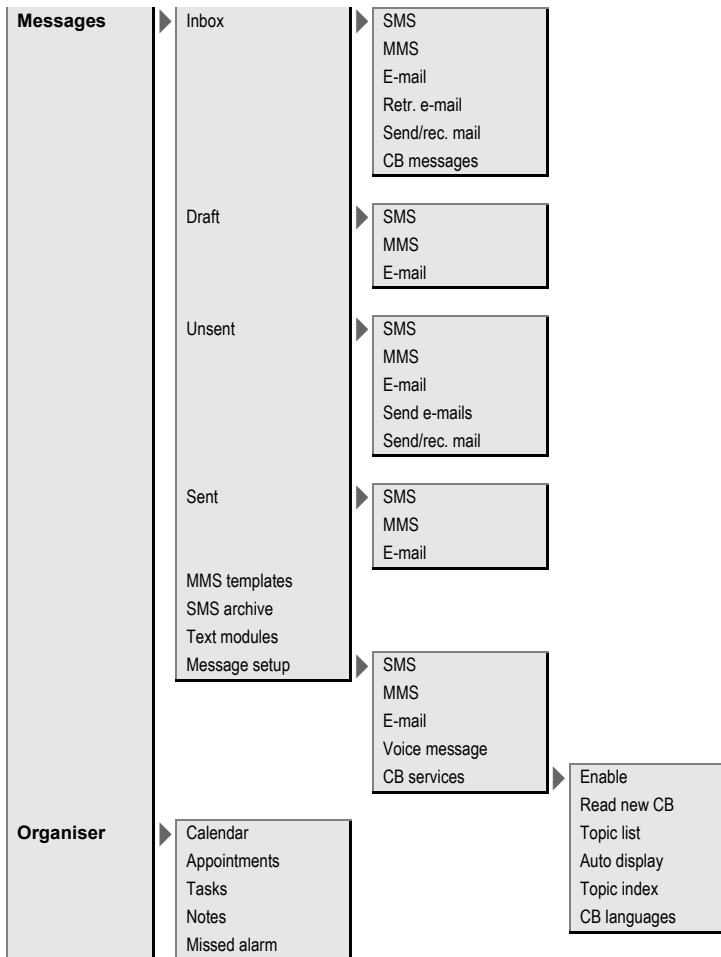 Messages
Inbox
SMS
MMS
E-mail
Retr. e-mail
Send/rec. mail
CB messages
Draft
SMS
MMS
E-mail
Unsent
SMS
MMS
E-mail
Send e-mails
Send/rec. mail
Sent
SMS
MMS
E-mail
MMS templates
SMS archive
Text modules
Message setup
SMS
MMS
E-mail
Voice message
CB services
Enable
Read new CB
Topic list
Auto display
Topic index
CB languages
Organiser
Calendar
Appointments
Tasks
Notes
Missed alarm